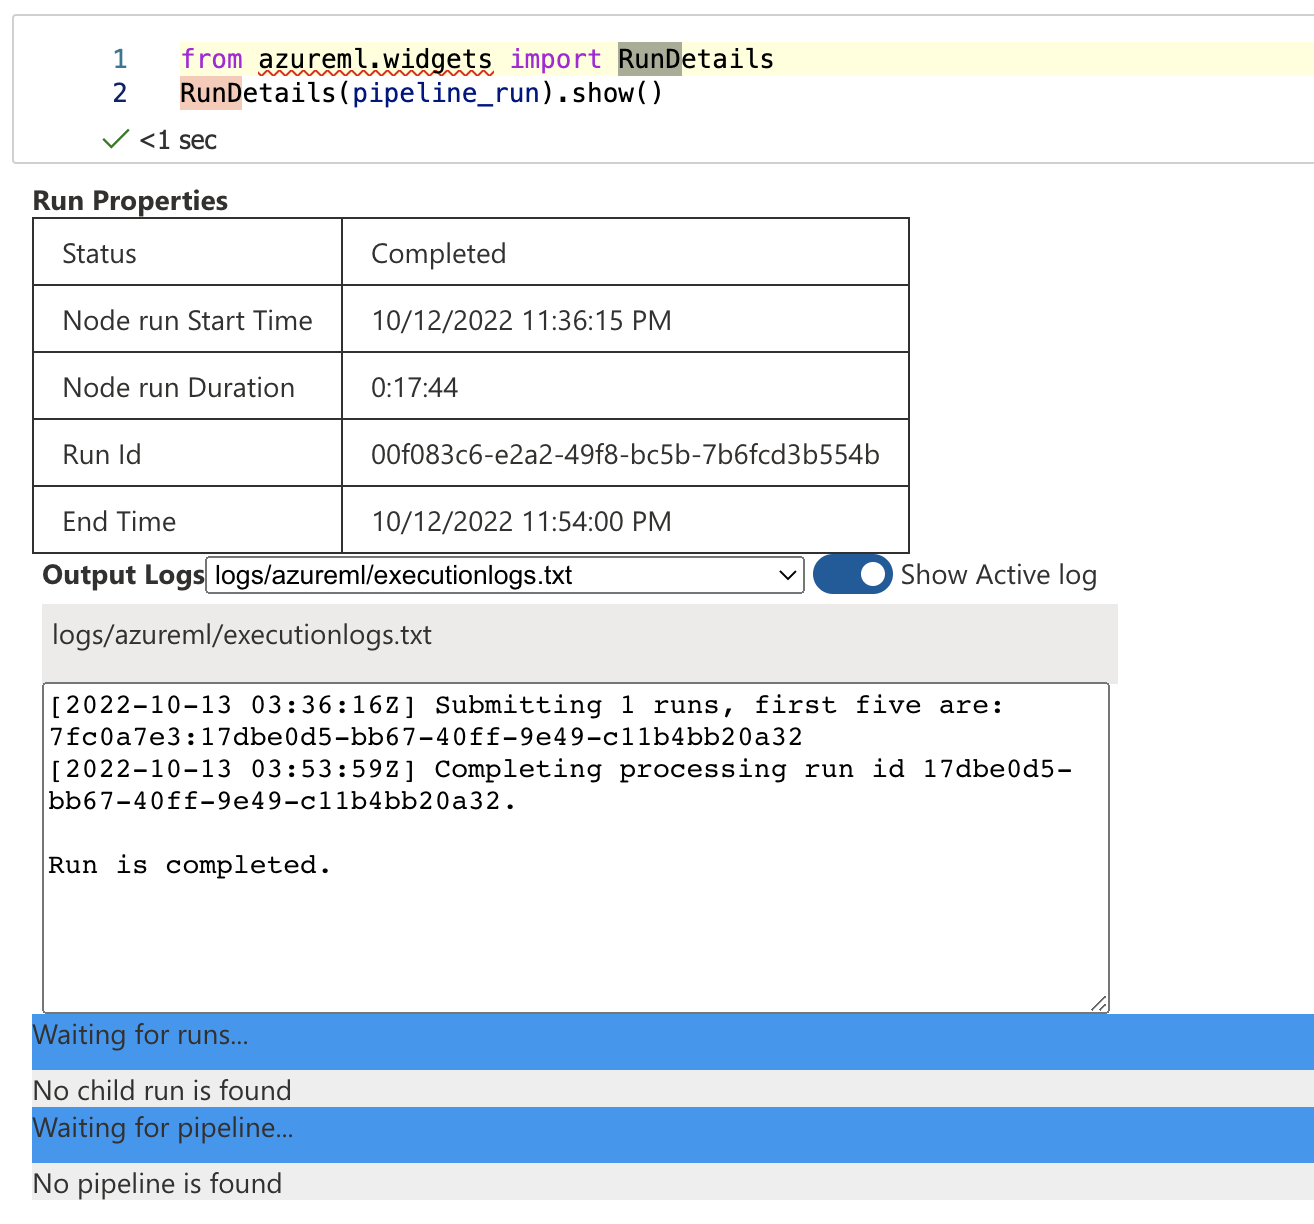 1 from azureml.widgets import RunDetails
2 RunDetails(pipeline_run).show()
<1 sec
Run Properties
Status Completed
Node run Start Time 10/12/2022 11:36:15 PM
Node run Duration 0:17:44
Run Id 00f083c6-e2a2-49f8-bc5b-7b6fcd3b554b
End Time 10/12/2022 11:54:00 PM
Output Logs logs/azureml/executionlogs.txt Show Active log
logs/azureml/executionlogs.txt
[2022-10-13 03:36:16Z] Submitting 1 runs, first five are:
7fc0a7e3:17dbe0d5-bb67-40ff-9e49-c11b4bb20a32
[2022-10-13 03:53:59Z] Completing processing run id 17dbe0d5-
bb67-40ff-9e49-c11b4bb20a32.
Run is completed.
Waiting for runs...
No child run is found
Waiting for pipeline...
No pipeline is found